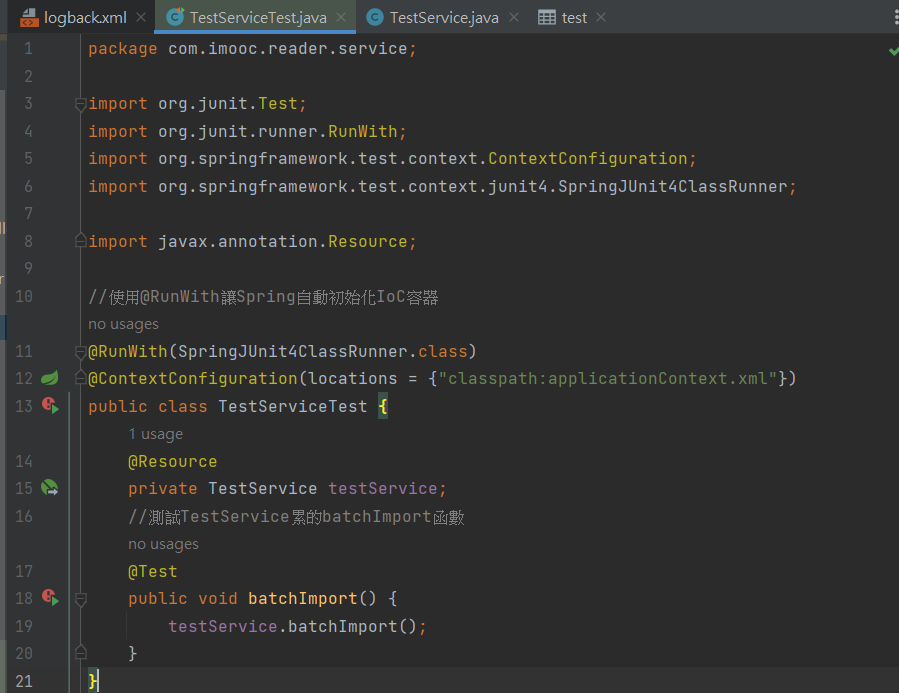 logback.xml TestServiceTest.java TestService.java test
1 package com.imooc.reader.service;
2
3 import org.junit.Test;
4 import org.junit.runner.RunWith;
5 import org.springframework.test.context.ContextConfiguration;
6 import org.springframework.test.context.junit4.SpringJUnit4ClassRunner;
7
8 import javax.annotation.Resource;
9
10 //使用@RunWith讓Spring自動初始化IoC容器
no usages
11 @RunWith(SpringJUnit4ClassRunner.class)
12 @ContextConfiguration(locations = {"classpath:applicationContext.xml"})
13 public class TestServiceTest {
1 usage
14 @Resource
15 private TestService testService;
16 //測試TestService累的batchImport函數
no usages
17 @Test
18 public void batchImport() {
19 testService.batchImport();
20 }
21 }